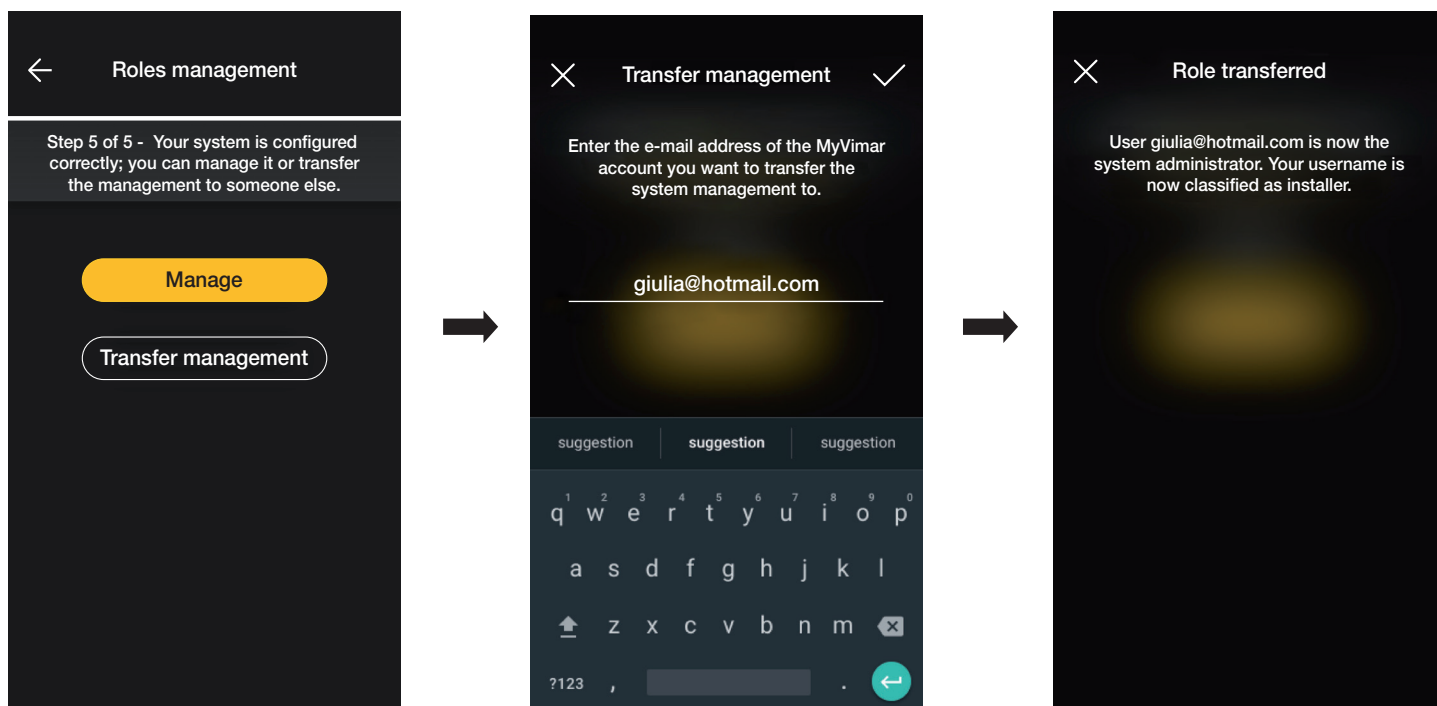 Roles management
Step 5 of 5 - Your system is configured
correctly; you can manage it or transfer
the management to someone else.
Manage
Transfer management
Transfer management
Enter the e-mail address of the MyVimar
account you want to transfer the
system management to.
giulia@hotmail.com
suggestion suggestion suggestion
1 2 3 4 5 6 7 8 9 0
q w e r t y u i o p
a s d f g h j k l
z x c v b n m
?123 , .
Role transferred
User giulia@hotmail.com is now the
system administrator. Your username is
now classified as installer.